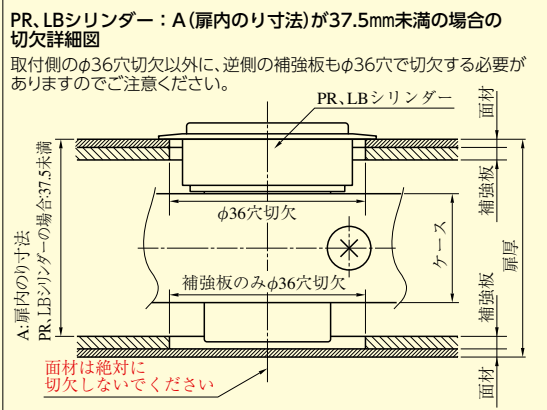 PR、LBシリンダー：A(扉内のり寸法)が37.5mm未満の場合の
切欠詳細図
取付側のφ36穴切欠以外に、逆側の補強板もφ36穴で切欠する必要が
ありますのでご注意ください。
PR、LBシリンダー
面材
補強板
φ36穴切欠
ケース
扉厚
A:扉内のり寸法
PR、LBシリンダーの場合:37.5未満
補強板のみφ36穴切欠
補強板
面材
面材は絶対に
切欠しないでください